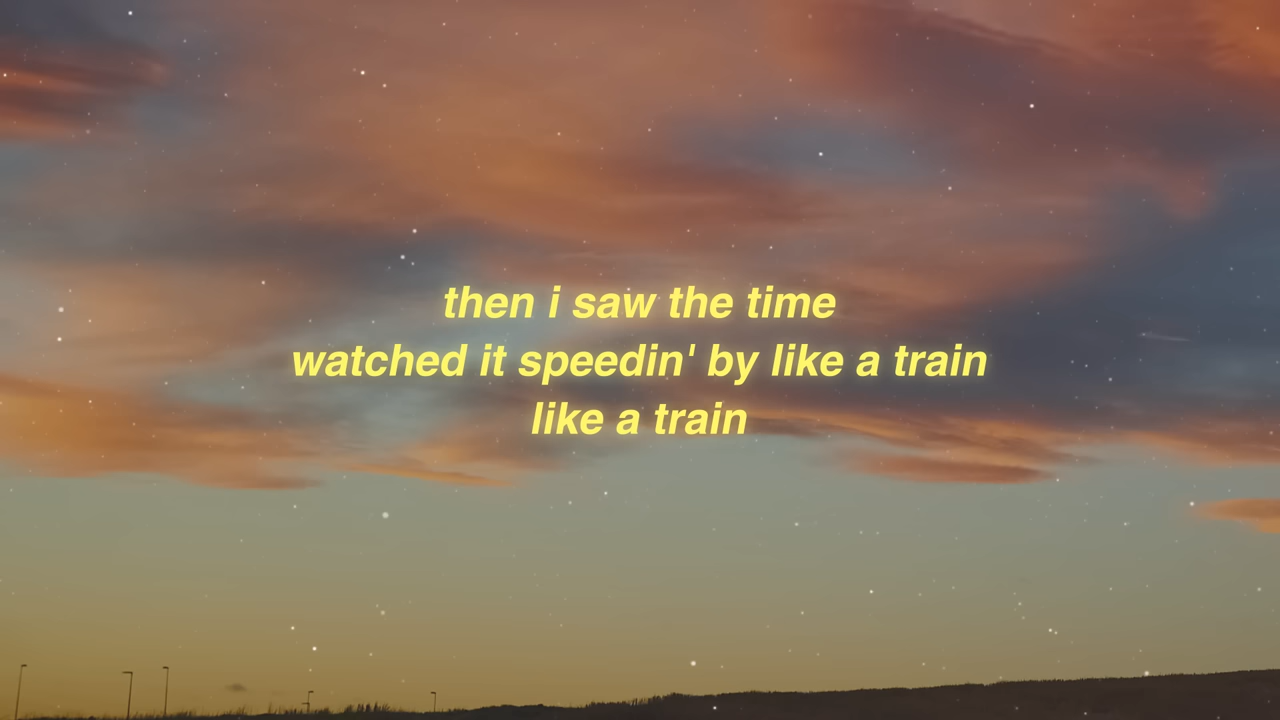 then i saw the time
watched it speedin' by like a train
like a train